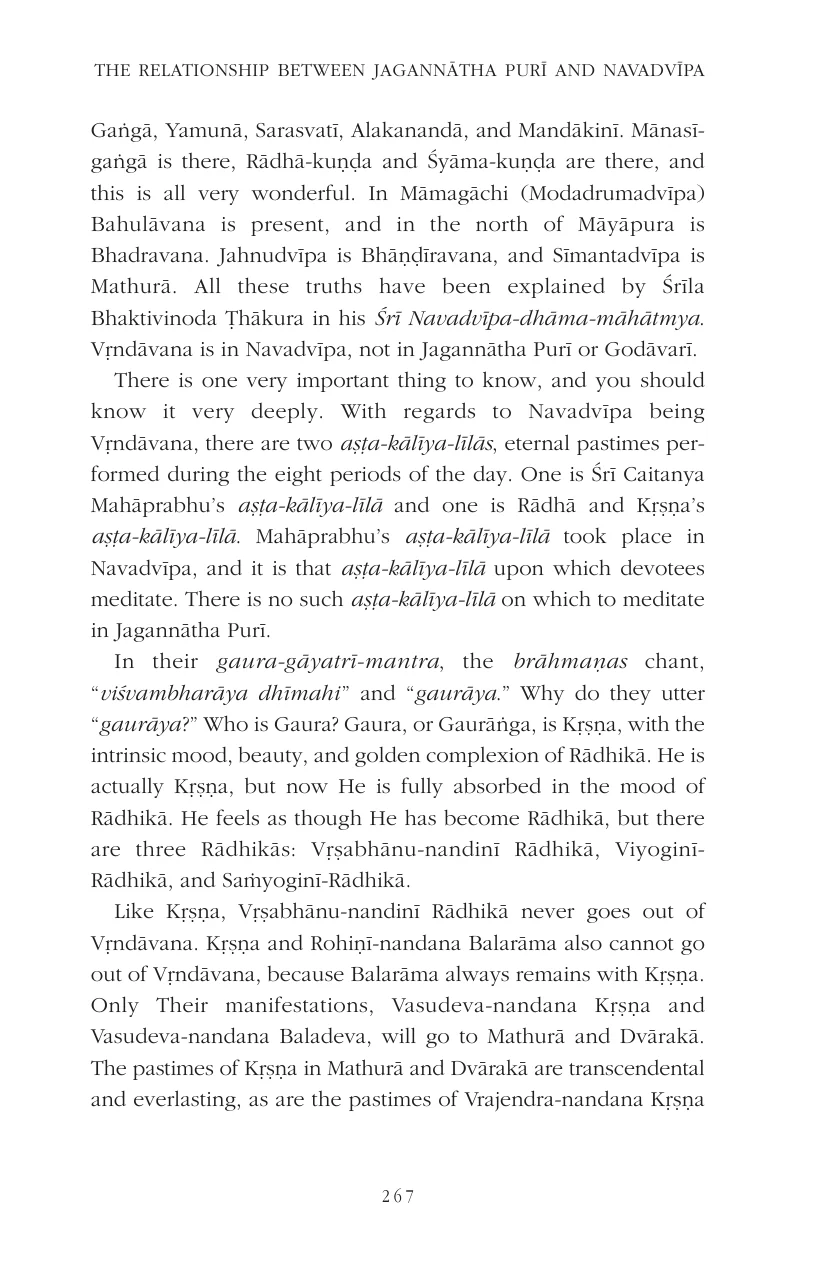 THE RELATIONSHIP BETWEEN JAGANNĀTHA PURĪ AND NAVADVĪPA
Gaṅgā, Yamunā, Sarasvatī, Alakanandā, and Mandākinī. Mānasī-
gaṅgā is there, Rādhā-kuṇḍa and Śyāma-kuṇḍa are there, and
this is all very wonderful. In Māmagāchi (Modadrumadvīpa)
Bahulāvana is present, and in the north of Māyāpura is
Bhadravana. Jahnudvīpa is Bhāṇḍīravana, and Sīmantadvīpa is
Mathurā. All these truths have been explained by Śrīla
Bhaktivinoda Ṭhākura in his Śrī Navadvīpa-dhāma-māhātmya.
Vṛndāvana is in Navadvīpa, not in Jagannātha Purī or Godāvarī.
There is one very important thing to know, and you should
know it very deeply. With regards to Navadvīpa being
Vṛndāvana, there are two aṣṭa-kālīya-līlās, eternal pastimes per-
formed during the eight periods of the day. One is Śrī Caitanya
Mahāprabhu’s aṣṭa-kālīya-līlā and one is Rādhā and Kṛṣṇa’s
aṣṭa-kālīya-līlā. Mahāprabhu’s aṣṭa-kālīya-līlā took place in
Navadvīpa, and it is that aṣṭa-kālīya-līlā upon which devotees
meditate. There is no such aṣṭa-kālīya-līlā on which to meditate
in Jagannātha Purī.
In their gaura-gāyatrī-mantra, the brāhmaṇas chant,
“viśvambharāya dhīmahi” and “gaurāya.” Why do they utter
“gaurāya?” Who is Gaura? Gaura, or Gaurāṅga, is Kṛṣṇa, with the
intrinsic mood, beauty, and golden complexion of Rādhikā. He is
actually Kṛṣṇa, but now He is fully absorbed in the mood of
Rādhikā. He feels as though He has become Rādhikā, but there
are three Rādhikās: Vṛṣabhānu-nandinī Rādhikā, Viyoginī-
Rādhikā, and Saṁyoginī-Rādhikā.
Like Kṛṣṇa, Vṛṣabhānu-nandinī Rādhikā never goes out of
Vṛndāvana. Kṛṣṇa and Rohiṇī-nandana Balarāma also cannot go
out of Vṛndāvana, because Balarāma always remains with Kṛṣṇa.
Only Their manifestations, Vasudeva-nandana Kṛṣṇa and
Vasudeva-nandana Baladeva, will go to Mathurā and Dvārakā.
The pastimes of Kṛṣṇa in Mathurā and Dvārakā are transcendental
and everlasting, as are the pastimes of Vrajendra-nandana Kṛṣṇa
267